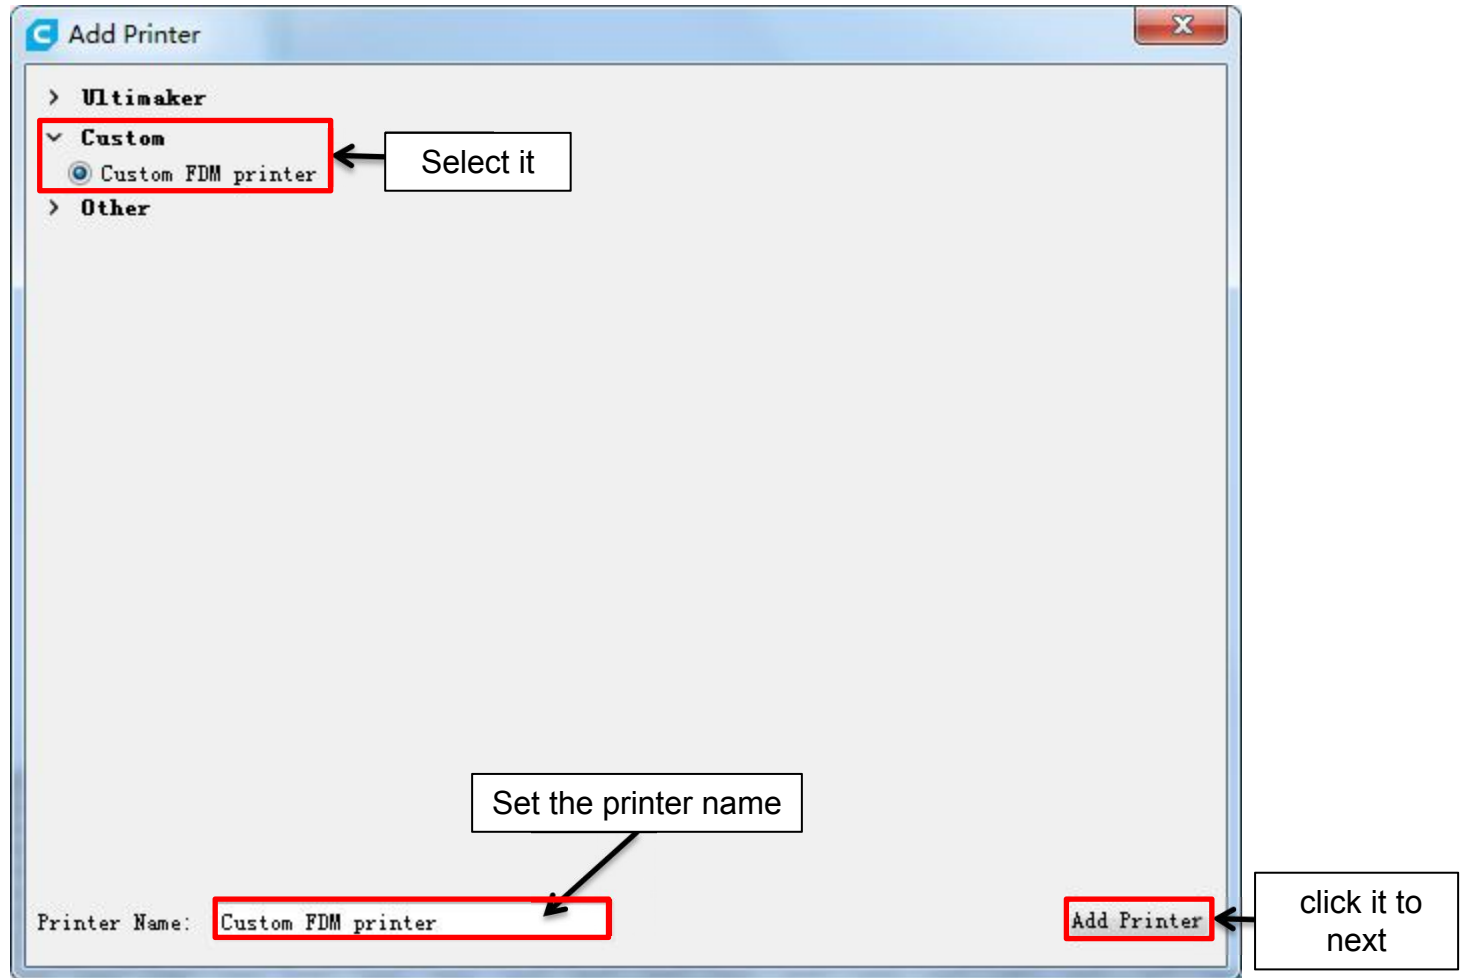 Add Printer
Ultimaker
Custom
Select it
Custom FDM printer
Other
Set the printer name
Printer Name: Custom FDM printer
Add Printer
click it to
next